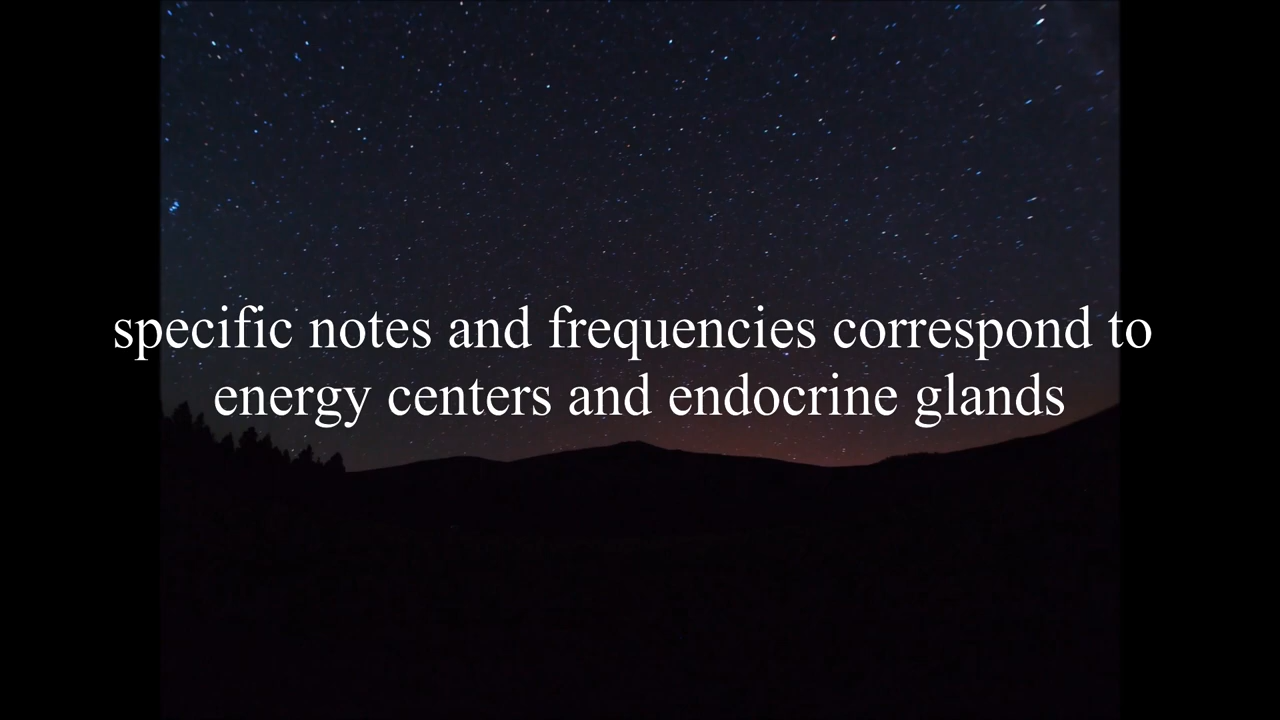 specific notes and frequencies correspond to
energy centers and endocrine glands